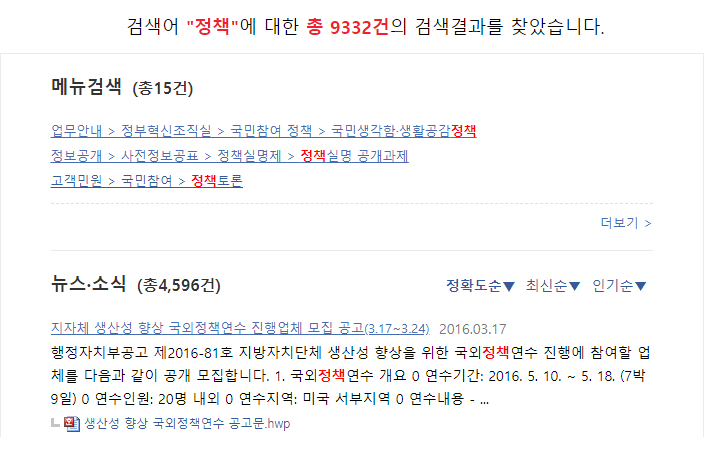 검색어 "정책"에 대한 총 9332건의 검색결과를 찾았습니다.
메뉴검색 (총15건)
업무안내 > 정부혁신조직실 > 국민참여 정책 > 국민생각함·생활공감정책
정보공개 > 사전정보공표 > 정책실명제 > 정책실명 공개과제
고객민원 > 국민참여 > 정책토론
더보기 >
뉴스·소식 (총4,596건) 정확도순▼ 최신순▼ 인기순▼
지자체 생산성 향상 국외정책연수 진행업체 모집 공고(3.17~3.24) 2016.03.17
행정자치부공고 제2016-81호 지방자치단체 생산성 향상을 위한 국외정책연수 진행에 참여할 업
체를 다음과 같이 공개 모집합니다. 1. 국외정책연수 개요 0 연수기간: 2016. 5. 10. ~ 5. 18. (7박
9일) 0 연수인원: 20명 내외 0 연수지역: 미국 서부지역 0 연수내용 - ...
생산성 향상 국외정책연수 공고문.hwp